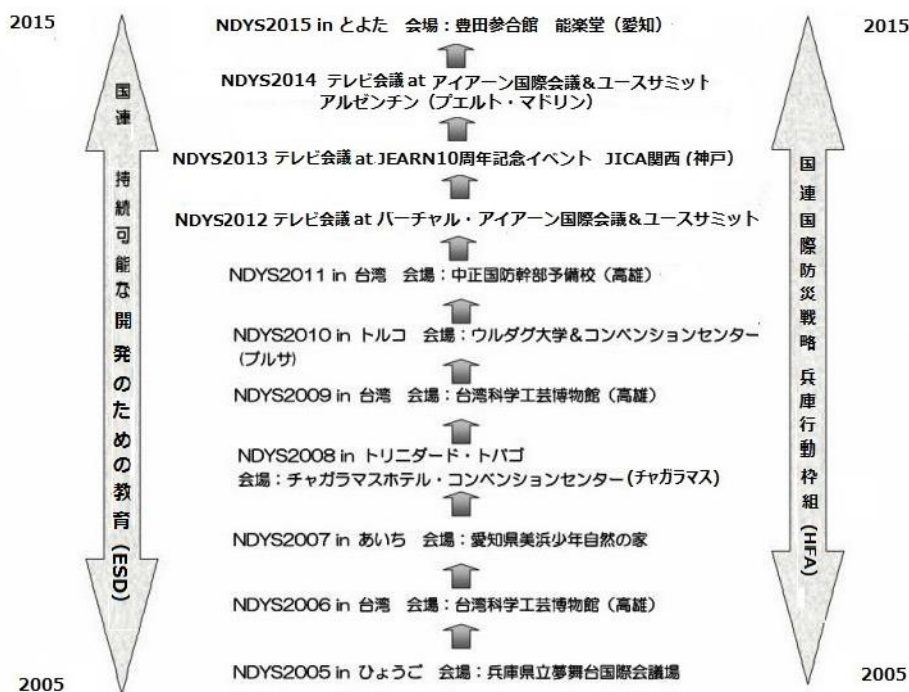 2015
2015
NDYS2015 in とよた　会場：豊田参合館　能楽堂（愛知）
NDYS2014 テレビ会議 at アイアーン国際会議＆ユースサミット
アルゼンチン（プエルト・マドリン）
NDYS2013 テレビ会議 at JEARN10周年記念イベント　JICA関西 (神戸)
NDYS2012 テレビ会議 at バーチャル・アイアーン国際会議＆ユースサミット
NDYS2011 in 台湾　会場：中正国防幹部予備校（高雄）
NDYS2010 in トルコ　会場：ウルダグ大学＆コンベンションセンター
(ブルサ)
NDYS2009 in 台湾　会場：台湾科学工芸博物館（高雄）
NDYS2008 in トリニダード・トバゴ
会場：チャガラマスホテル・コンベンションセンター(チャガラマス)
NDYS2007 in あいち　会場：愛知県美浜少年自然の家
NDYS2006 in 台湾　会場：台湾科学工芸博物館（高雄）
NDYS2005 in ひょうご　会場：兵庫県立夢舞台国際会議場
国連　持続可能な開発のための教育(ESD)
国連国際防災戦略 兵庫行動枠組(HFA)
2005
2005